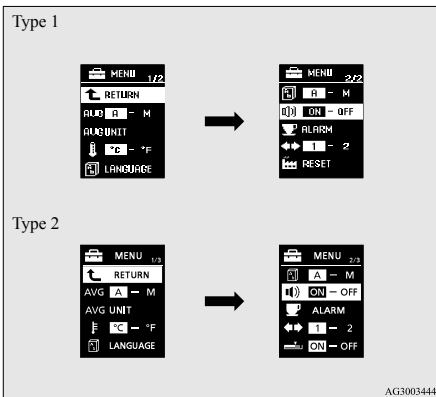 Type 1
MENU 1/2
RETURN
AVG A - M
AVG UNIT
°C - °F
LANGUAGE
MENU 2/2
A - M
ON - OFF
ALARM
1 - 2
RESET
Type 2
MENU 1/3
RETURN
AVG A - M
AVG UNIT
°C - °F
LANGUAGE
MENU 2/3
A - M
ON - OFF
ALARM
1 - 2
ON - OFF
AG3003444